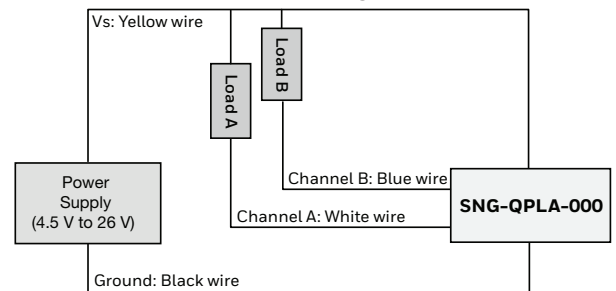 Vs: Yellow wire
Load A
Load B
Power
Supply
(4.5 V to 26 V)
Channel B: Blue wire
Channel A: White wire
SNG-QPLA-000
Ground: Black wire